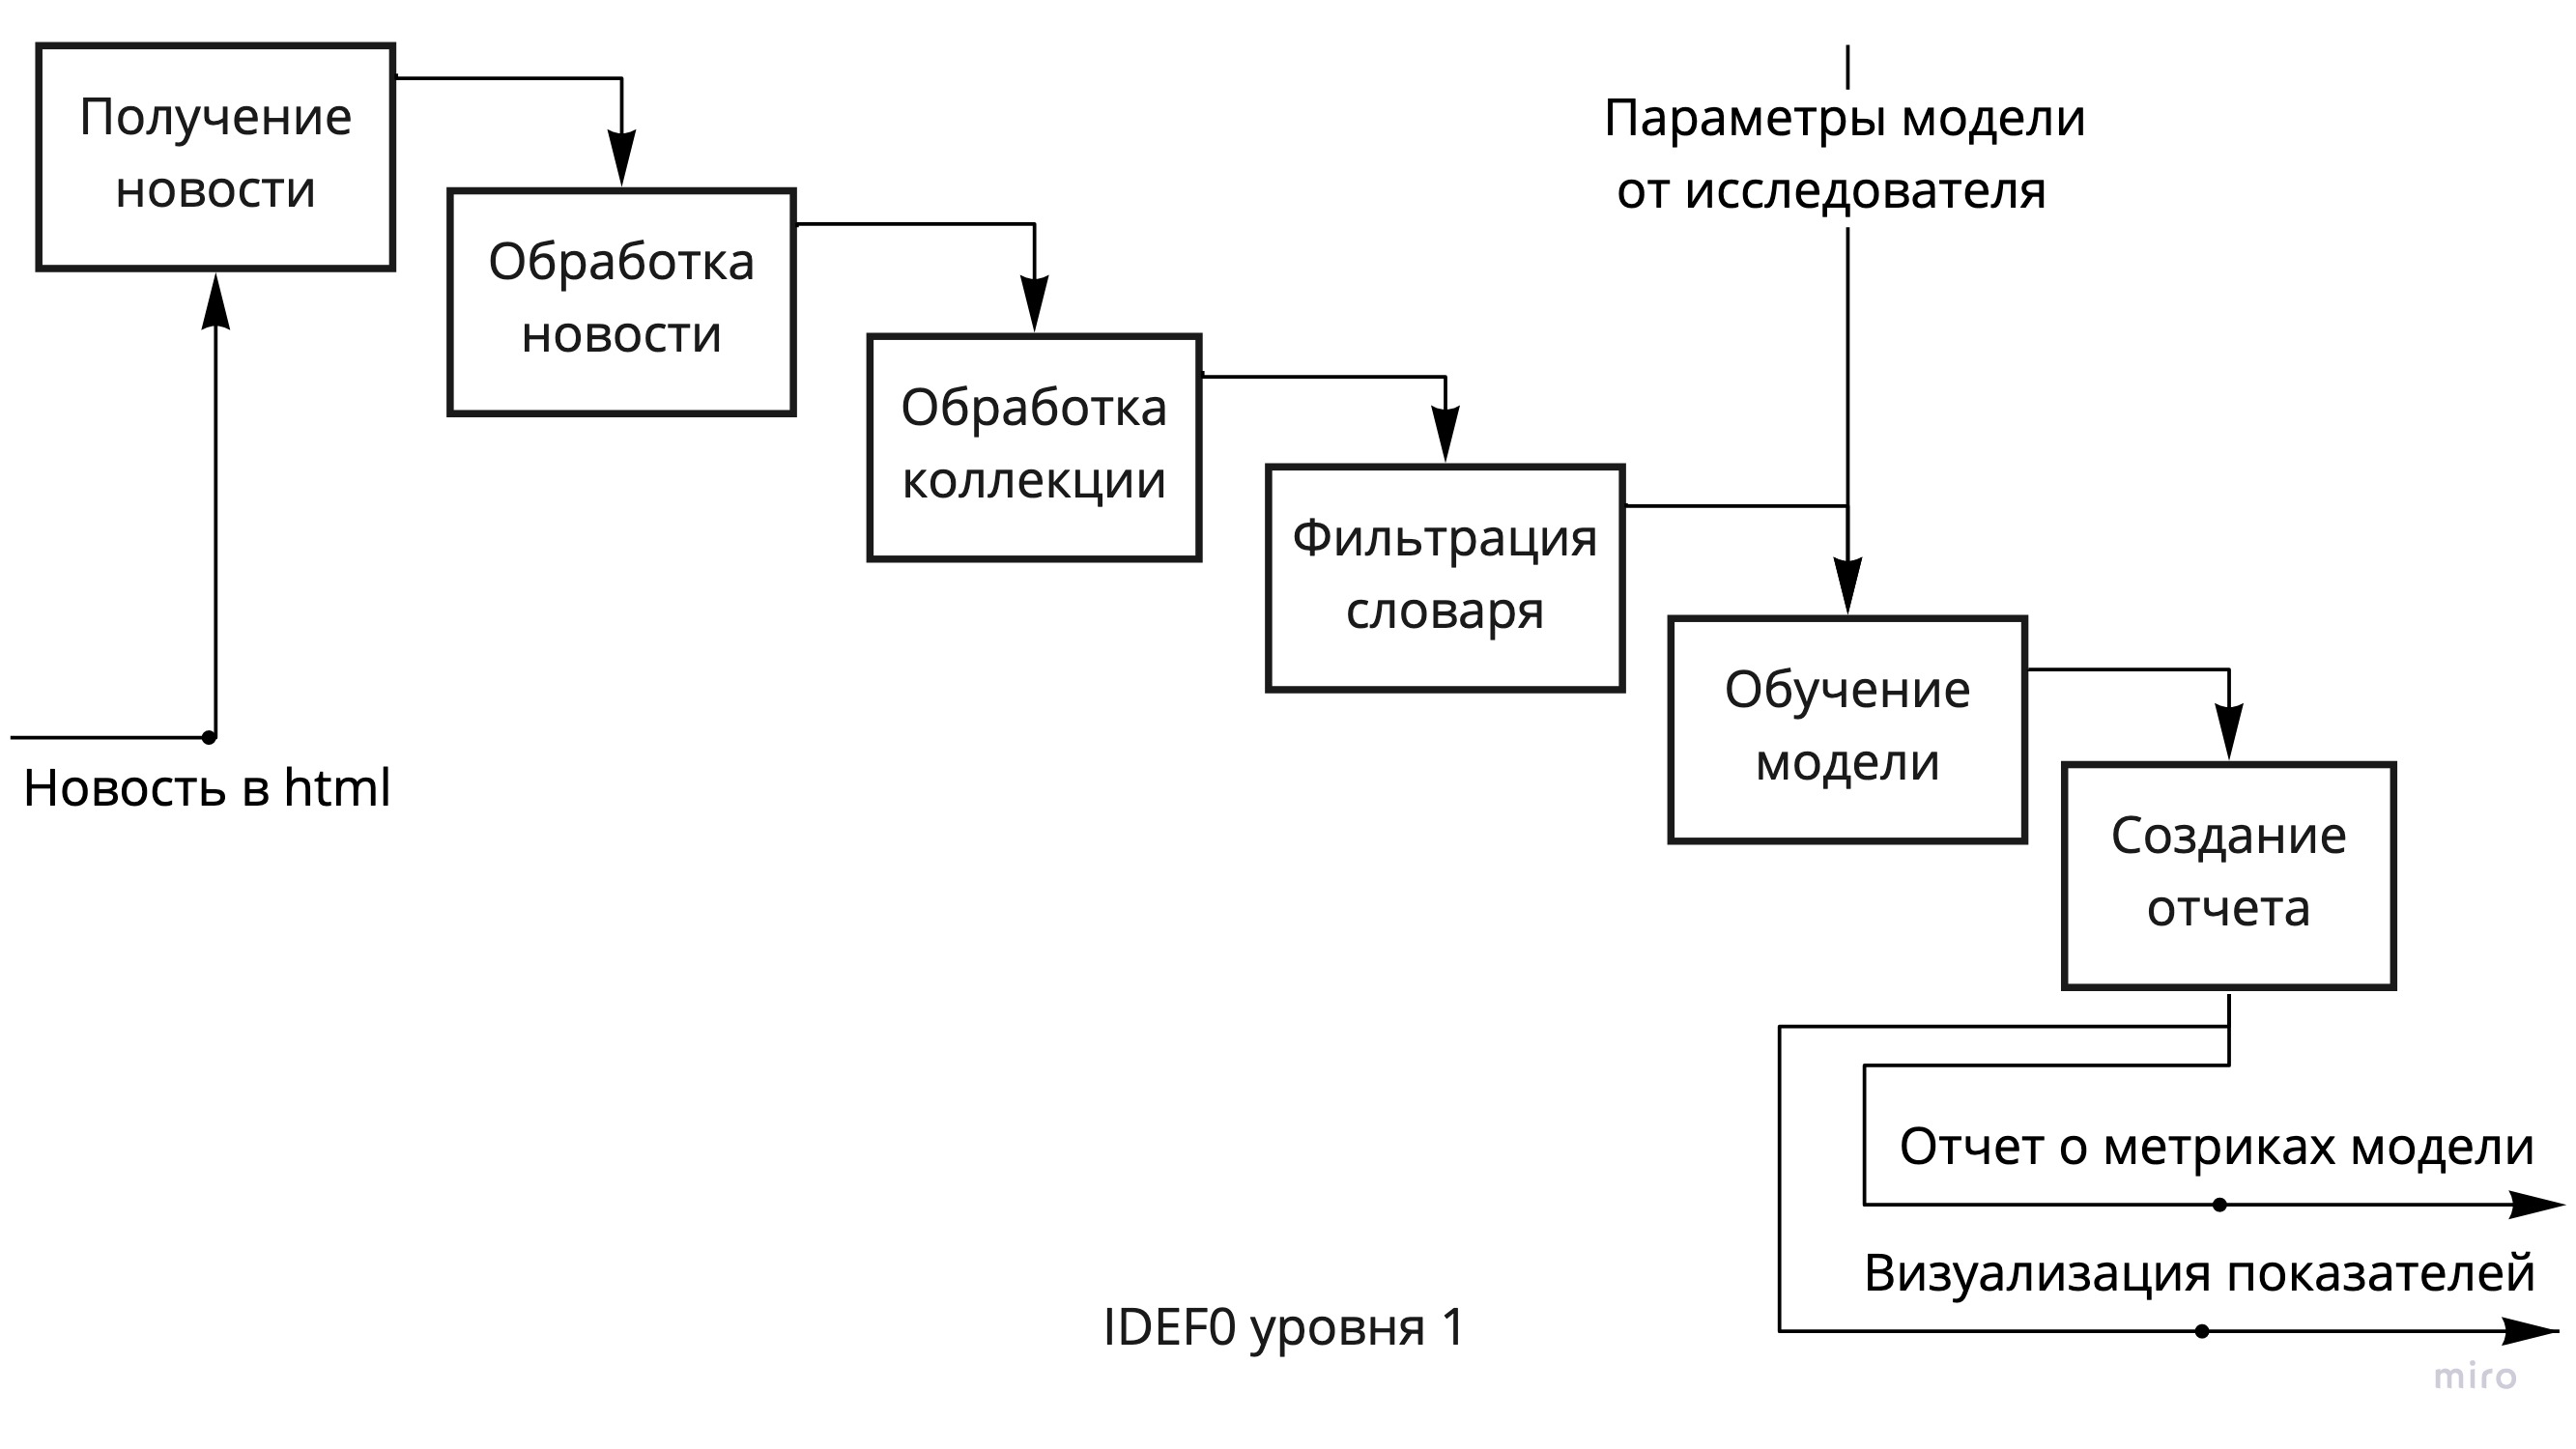 Получение
новости
Параметры модели
от исследователя
Обработка
новости
Обработка
коллекции
Фильтрация
словаря
Обучение
модели
Новость в html
Создание
отчета
Отчет о метриках модели
Визуализация показателей
IDEF0 уровня 1
miro